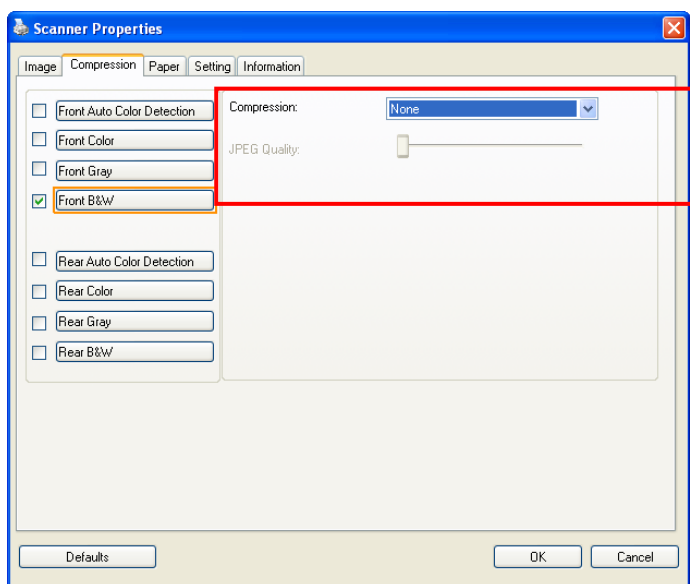 Scanner Properties
Image Compression Paper Setting Information
Front Auto Color Detection
Front Color
Front Gray
Front B&W
Rear Auto Color Detection
Rear Color
Rear Gray
Rear B&W
Compression: None
JPEG Quality:
Defaults OK Cancel